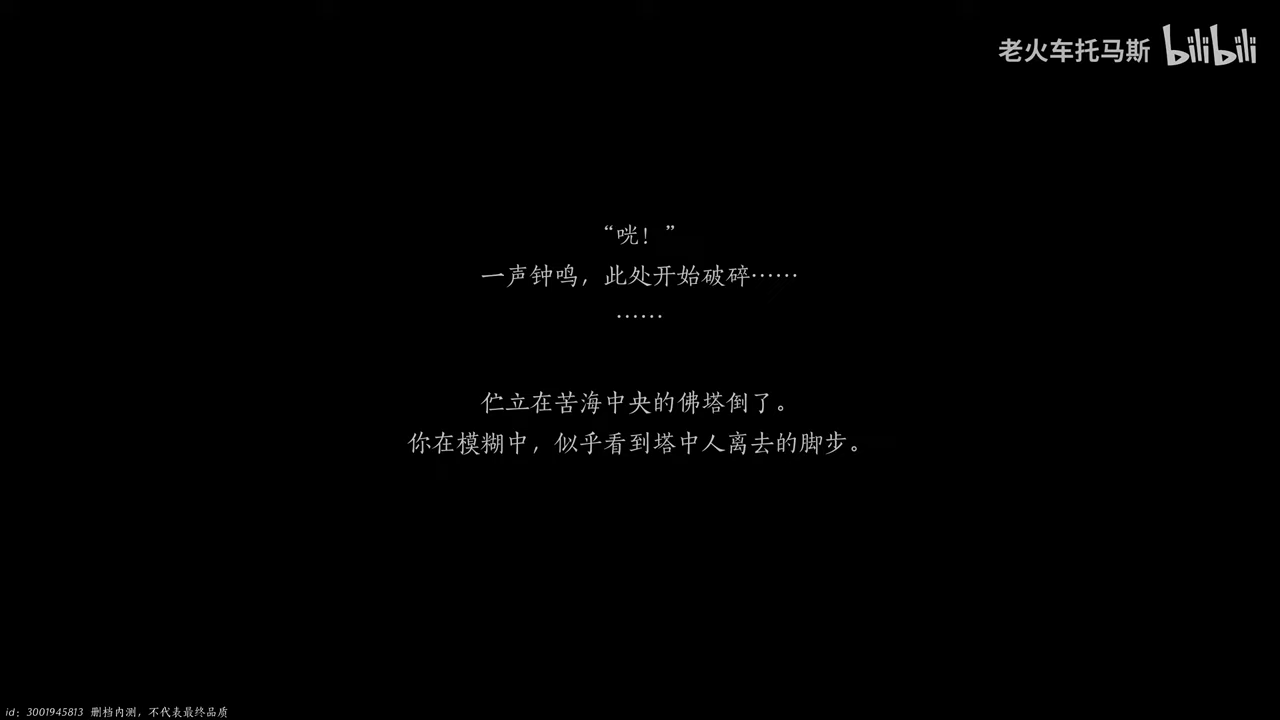 老火车托马斯 bilibili
“咣！”
一声钟鸣，此处开始破碎……
……
伫立在苦海中央的佛塔倒了。
你在模糊中，似乎看到塔中人离去的脚步。
id：3001945813 删档内测，不代表最终品质